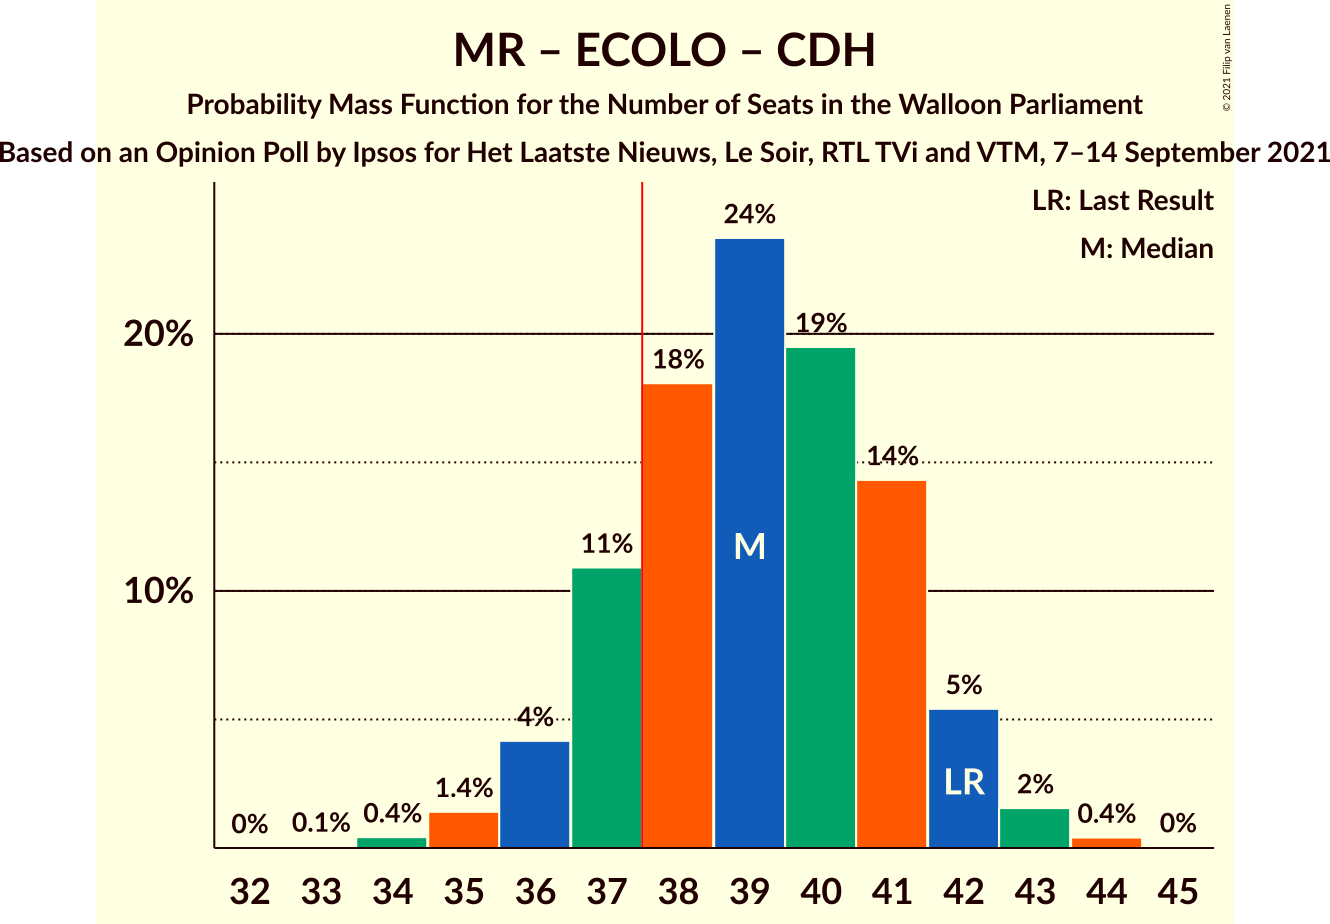 MR – ECOLO – CDH
Probability Mass Function for the Number of Seats in the Walloon Parliament
Based on an Opinion Poll by Ipsos for Het Laatste Nieuws, Le Soir, RTL TVi and VTM, 7–14 September 2021
© 2021 Filip van Laenen
LR: Last Result
M: Median
24%
20%
19%
18%
14%
11%
M
10%
5%
4%
LR
2%
1.4%
0.4%
0.4%
0%
0.1%
0%
32 33 34 35 36 37 38 39 40 41 42 43 44 45